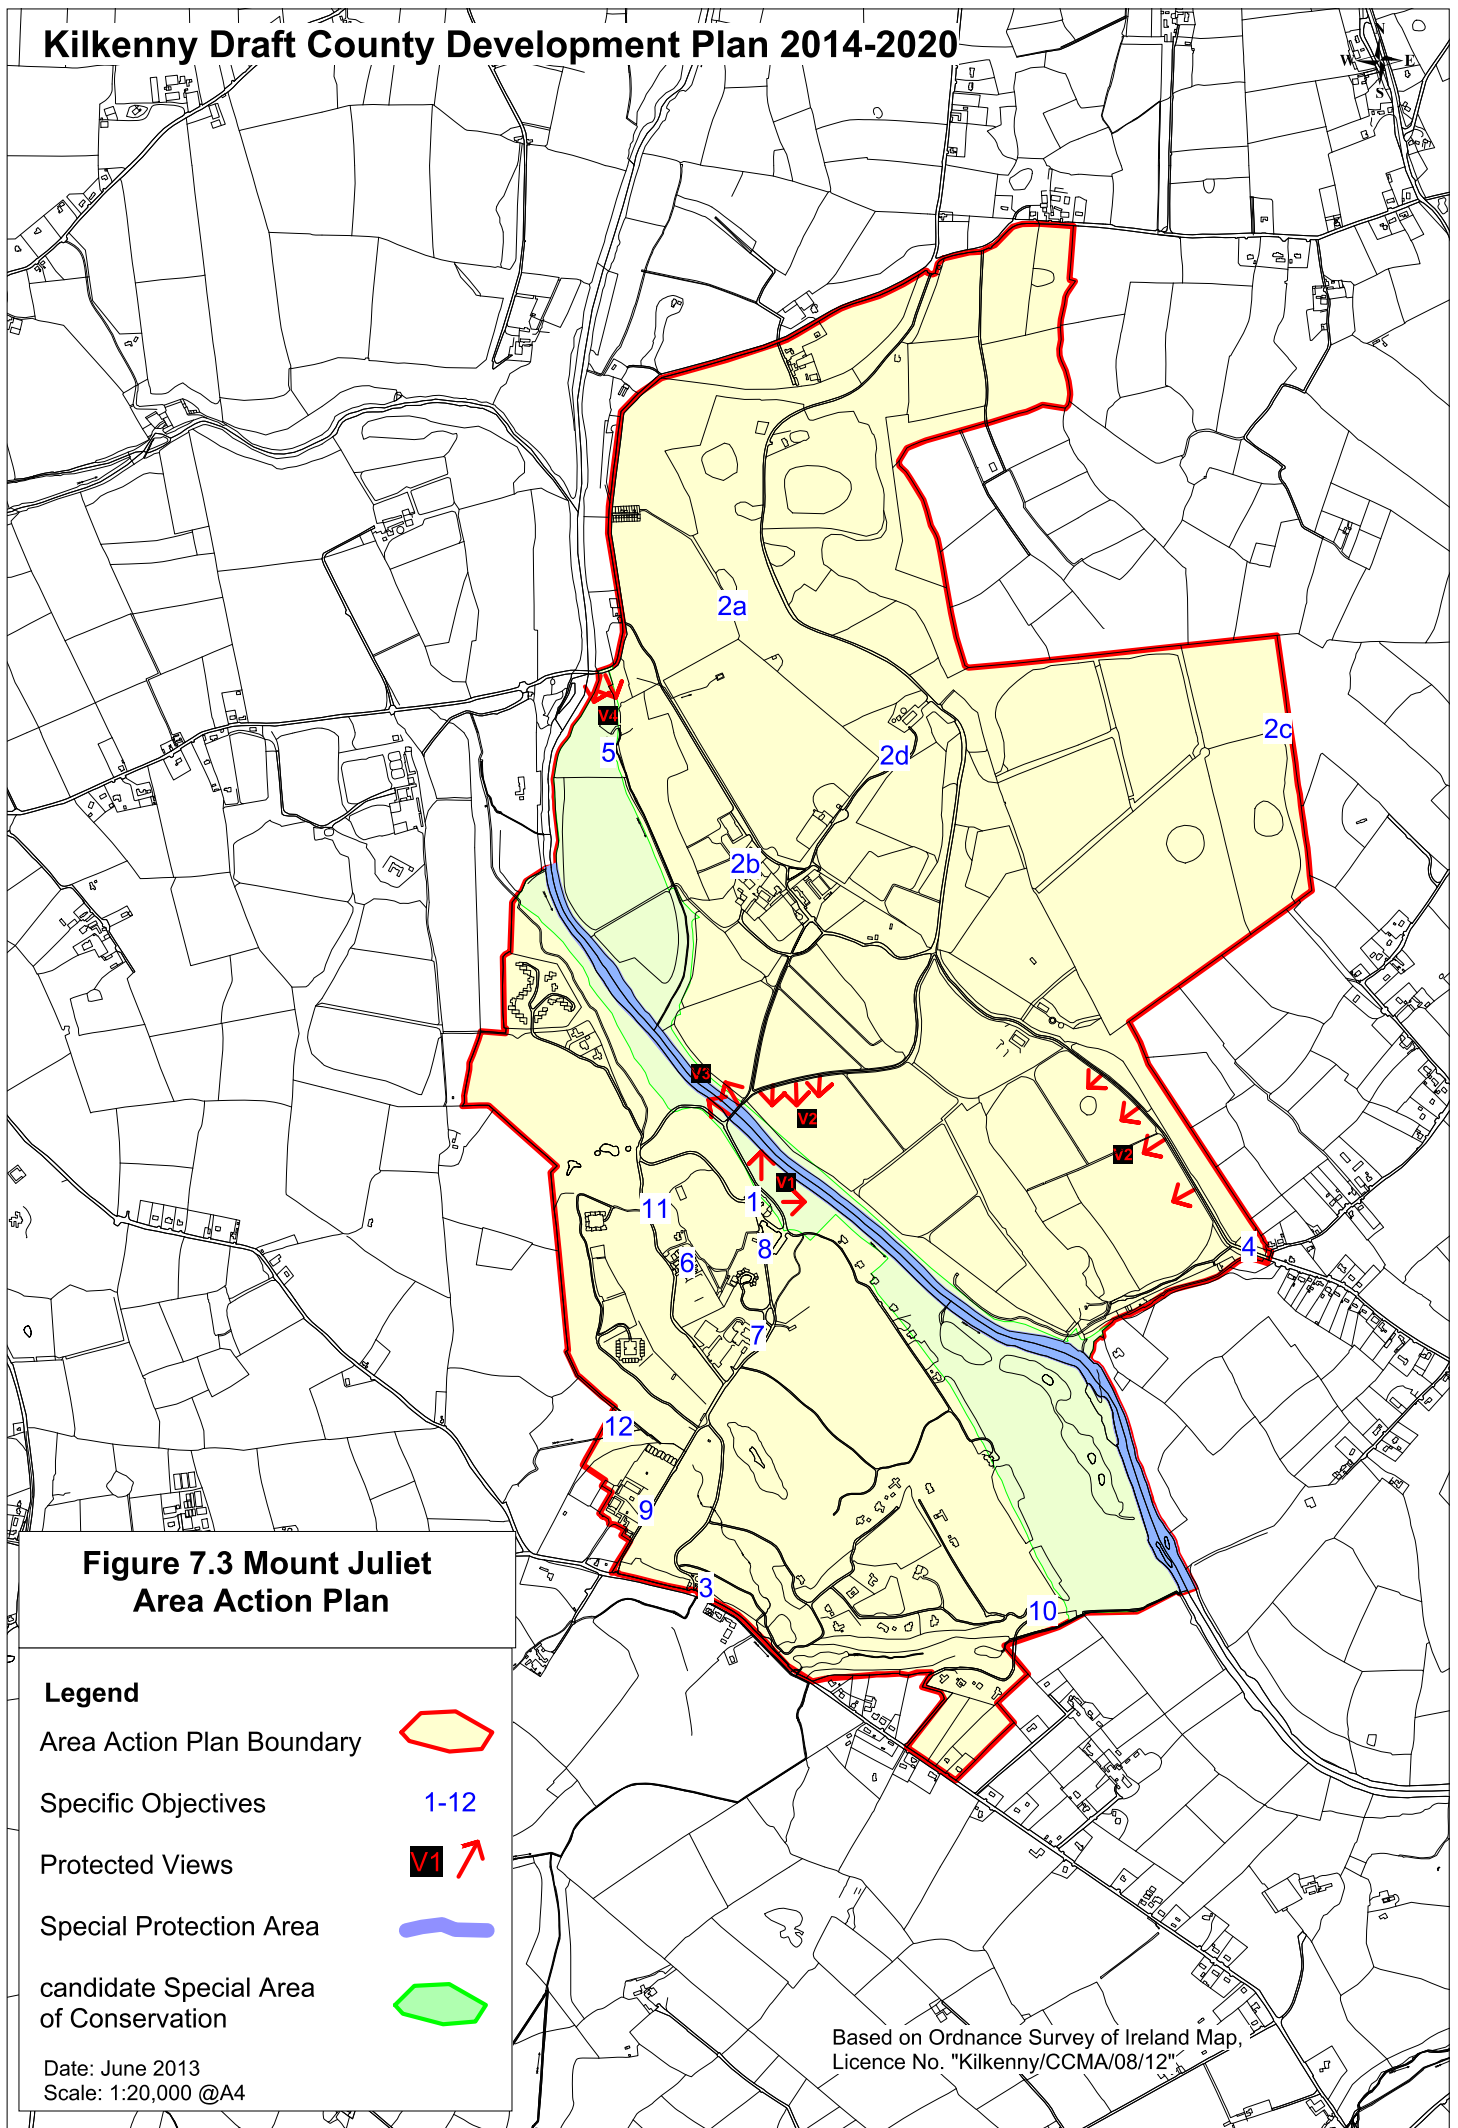 Kilkenny Draft County Development Plan 2014-2020
N
W E
S
2a
2c
V4
5
2d
2b
V3
V2
V2
V1
1
11
8
4
6
7
12
9
3
10
Figure 7.3 Mount Juliet
Area Action Plan
Legend
Area Action Plan Boundary
Specific Objectives 1-12
Protected Views V1
Special Protection Area
candidate Special Area
of Conservation
Date: June 2013
Scale: 1:20,000 @A4
Based on Ordnance Survey of Ireland Map,
Licence No. "Kilkenny/CCMA/08/12"